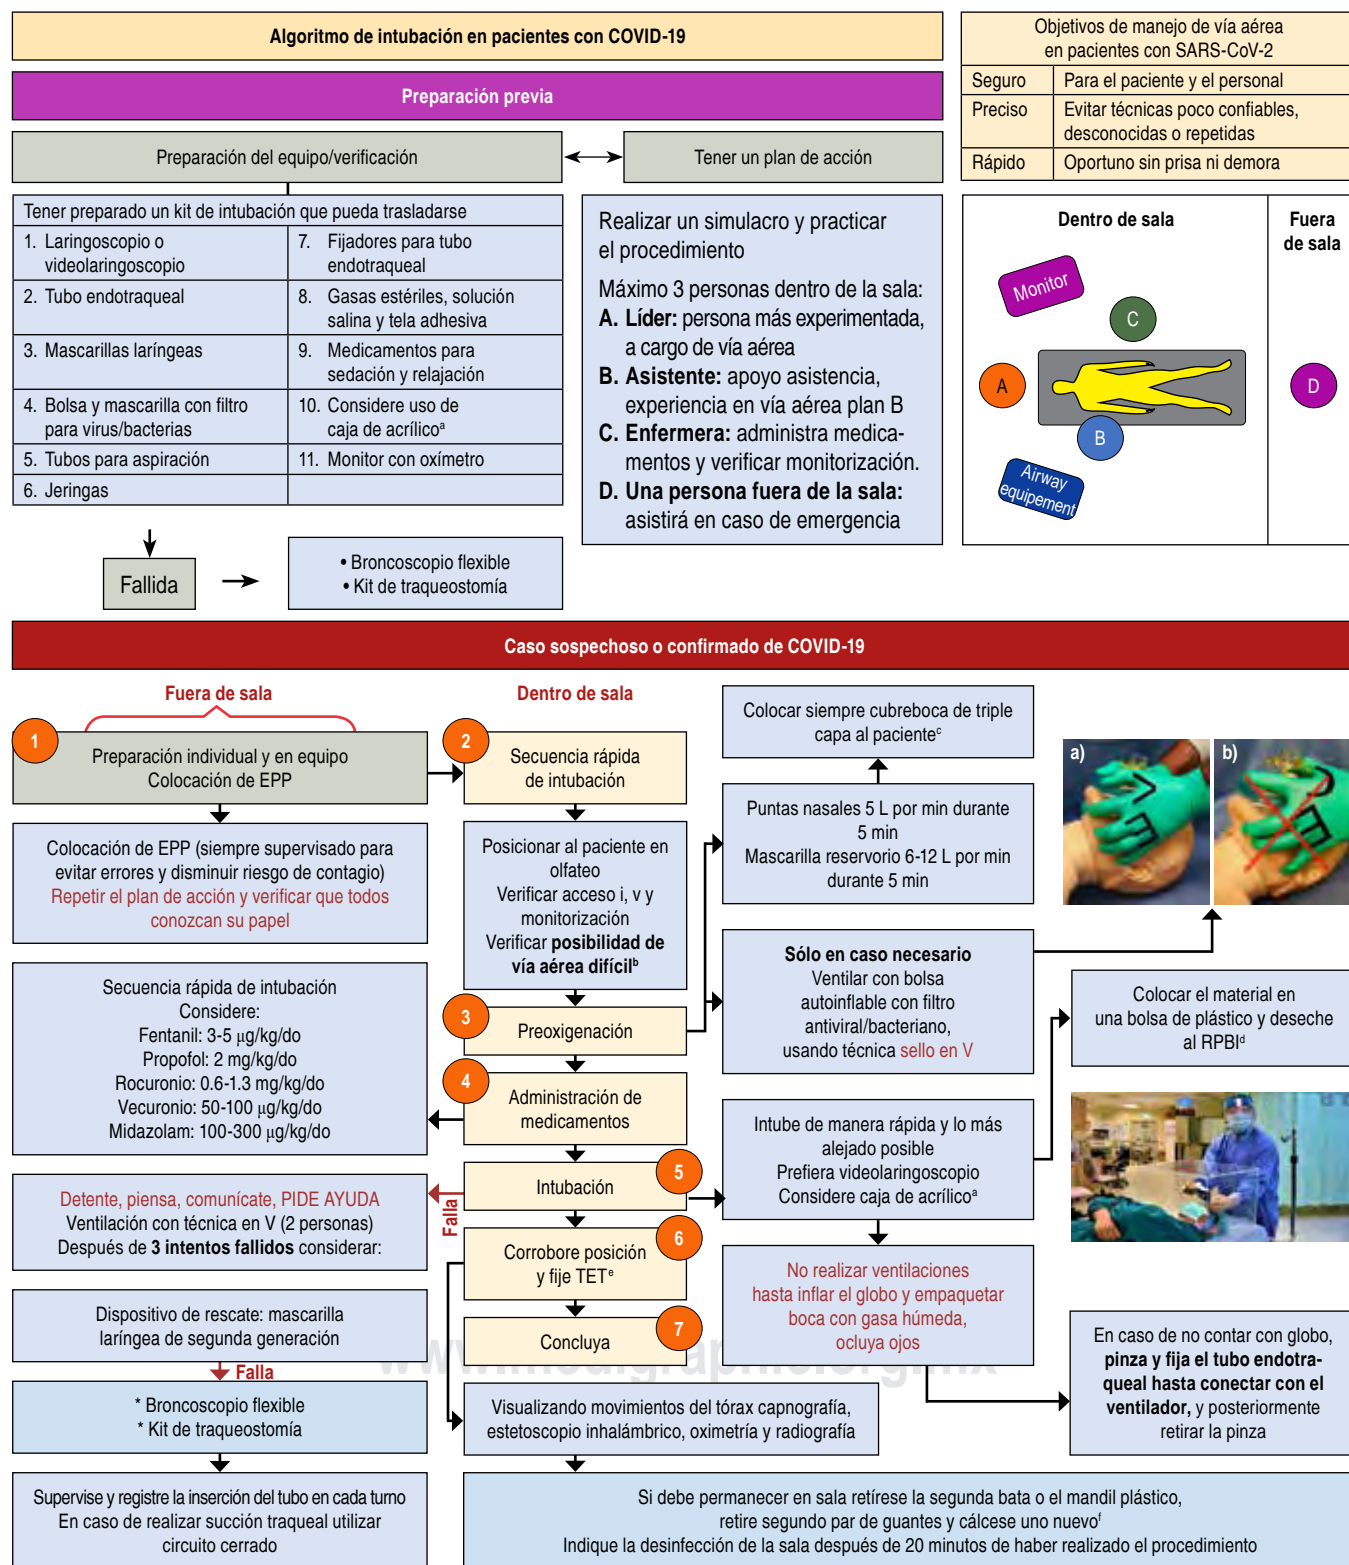 Algoritmo de intubación en pacientes con COVID-19
Preparación previa
Preparación del equipo/verificación
Tener un plan de acción
Objetivos de manejo de vía aérea
en pacientes con SARS-CoV-2
Seguro Para el paciente y el personal
Preciso Evitar técnicas poco confiables,
desconocidas o repetidas
Rápido Oportuno sin prisa ni demora
Tener preparado un kit de intubación que pueda trasladarse
1. Laringoscopio o
videolaringoscopio
2. Tubo endotraqueal
3. Mascarillas laríngeas
4. Bolsa y mascarilla con filtro
para virus/bacterias
5. Tubos para aspiración
6. Jeringas
7. Fijadores para tubo
endotraqueal
8. Gasas estériles, solución
salina y tela adhesiva
9. Medicamentos para
sedación y relajación
10. Considere uso de
caja de acrílicoª
11. Monitor con oxímetro
Realizar un simulacro y practicar
el procedimiento
Máximo 3 personas dentro de la sala:
A. Líder: persona más experimentada,
a cargo de vía aérea
B. Asistente: apoyo asistencia,
experiencia en vía aérea plan B
C. Enfermera: administra medica-
mentos y verificar monitorización.
D. Una persona fuera de la sala:
asistirá en caso de emergencia
Dentro de sala
Fuera
de sala
Monitor
C
A
B
D
Airway
equipement
Fallida
• Broncoscopio flexible
• Kit de traqueostomía
Caso sospechoso o confirmado de COVID-19
Fuera de sala
Dentro de sala
1
Preparación individual y en equipo
Colocación de EPP
Colocación de EPP (siempre supervisado para
evitar errores y disminuir riesgo de contagio)
Repetir el plan de acción y verificar que todos
conozcan su papel
Secuencia rápida de intubación
Considere:
Fentanil: 3-5 µg/kg/do
Propofol: 2 mg/kg/do
Rocuronio: 0.6-1.3 mg/kg/do
Vecuronio: 50-100 µg/kg/do
Midazolam: 100-300 µg/kg/do
Detente, piensa, comunícate, PIDE AYUDA
Ventilación con técnica en V (2 personas)
Después de 3 intentos fallidos considerar:
Dispositivo de rescate: mascarilla
laríngea de segunda generación
Falla
* Broncoscopio flexible
* Kit de traqueostomía
Supervise y registre la inserción del tubo en cada turno
En caso de realizar succión traqueal utilizar
circuito cerrado
2
Secuencia rápida
de intubación
Posicionar al paciente en
olfateo
Verificar acceso i, v y
monitorización
Verificar posibilidad de
vía aérea difícilᵇ
3
Preoxigenación
4
Administración de
medicamentos
5
Intubación
Falla
6
Corrobore posición
y fije TETᵉ
7
Concluya
www.medigraphic.org.mx
Visualizando movimientos del tórax capnografía,
estetoscopio inhalámbrico, oximetría y radiografía
Si debe permanecer en sala retírese la segunda bata o el mandil plástico,
retire segundo par de guantes y cálcese uno nuevoᶠ
Indique la desinfección de la sala después de 20 minutos de haber realizado el procedimiento
Colocar siempre cubreboca de triple
capa al pacienteᶜ
Puntas nasales 5 L por min durante
5 min
Mascarilla reservorio 6-12 L por min
durante 5 min
Sólo en caso necesario
Ventilar con bolsa
autoinflable con filtro
antiviral/bacteriano,
usando técnica sello en V
Intube de manera rápida y lo más
alejado posible
Prefiera videolaringoscopio
Considere caja de acrílicoª
No realizar ventilaciones
hasta inflar el globo y empaquetar
boca con gasa húmeda,
ocluya ojos
a)
b)
Colocar el material en
una bolsa de plástico y deseche
al RPBIᵈ
En caso de no contar con globo,
pinza y fija el tubo endotra-
queal hasta conectar con el
ventilador, y posteriormente
retirar la pinza